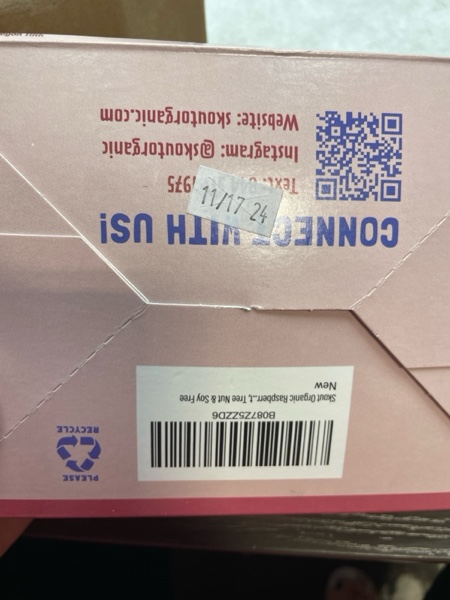 CONNECT WITH US!
Text:
1975
11/17 24
Instagram: @skoutorganic
Website: skoutorganic.com
B087Z5ZZD6
Skout Organic Raspberr...t, Tree Nut & Soy Free
New
PLEASE
RECYCLE